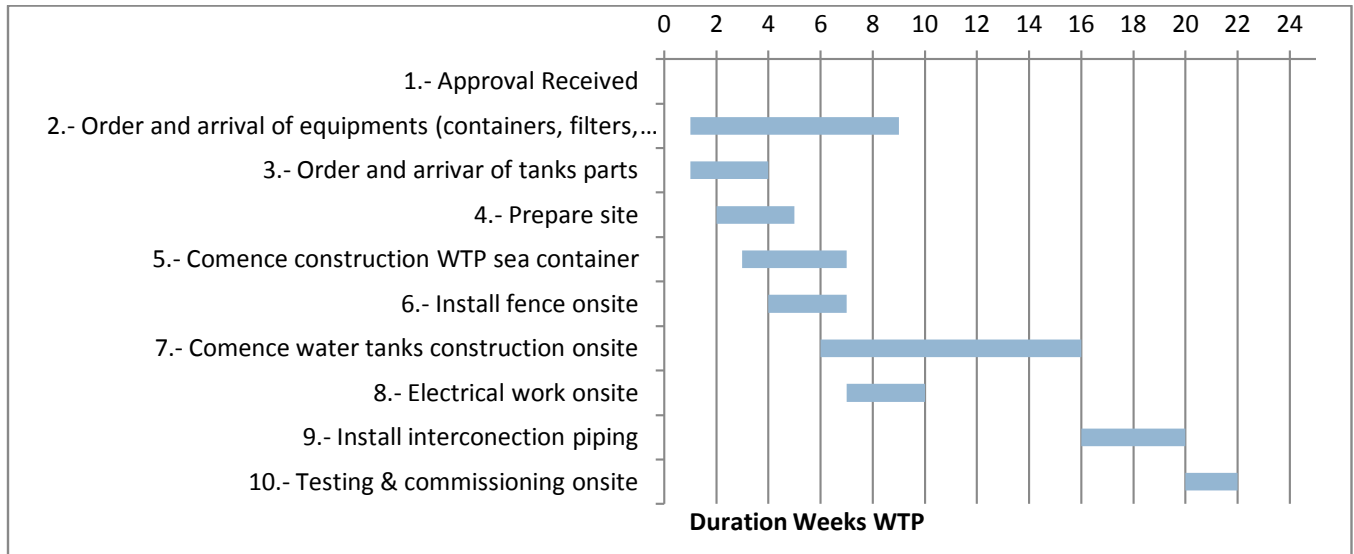 0 2 4 6 8 10 12 14 16 18 20 22 24
1.- Approval Received
2.- Order and arrival of equipments (containers, filters,...
3.- Order and arrivar of tanks parts
4.- Prepare site
5.- Comence construction WTP sea container
6.- Install fence onsite
7.- Comence water tanks construction onsite
8.- Electrical work onsite
9.- Install interconection piping
10.- Testing & commissioning onsite
Duration Weeks WTP